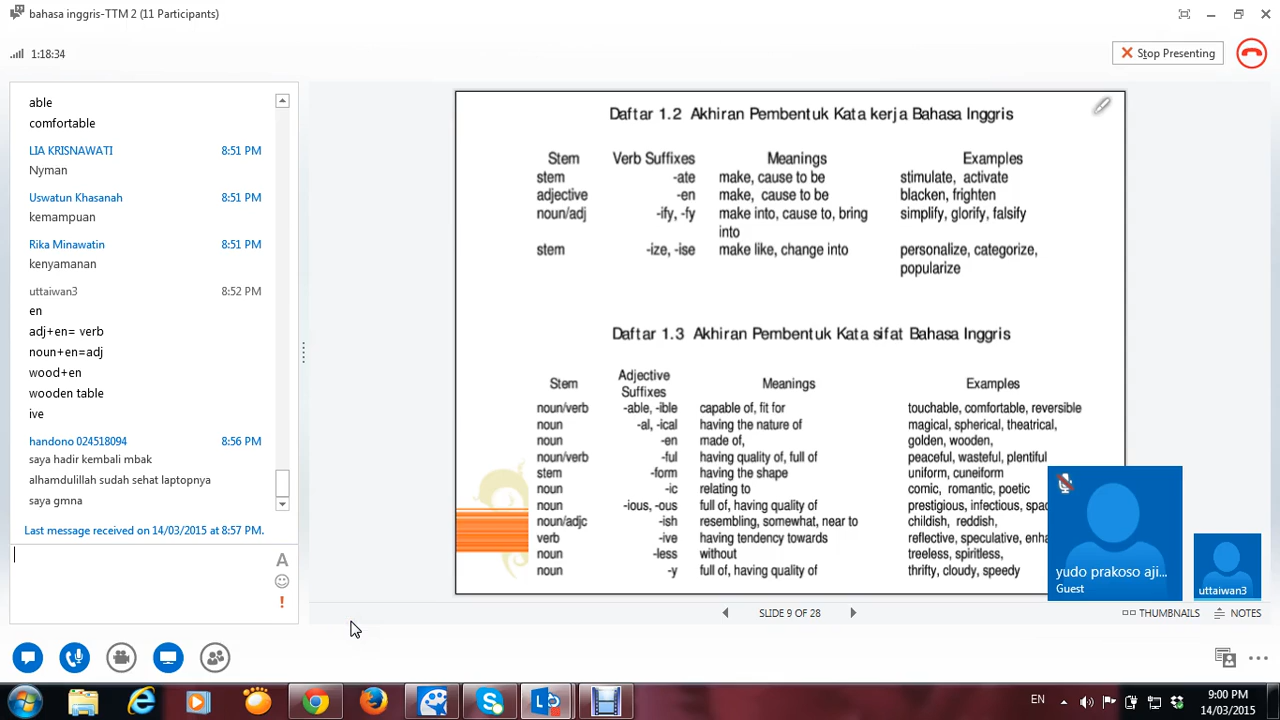 bahasa inggris-TTM 2 (11 Participants)
1:18:34
Stop Presenting
able
comfortable
LIA KRISNAWATI 8:51 PM
Nyman
Uswatun Khasanah 8:51 PM
kemampuan
Rika Minawatin 8:51 PM
kenyamanan
uttaiwan3 8:52 PM
en
adj+en= verb
noun+en=adj
wood+en
wooden table
ive
handono 024518094 8:56 PM
saya hadir kembali mbak
alhamdulillah sudah sehat laptopnya
saya gmna
Last message received on 14/03/2015 at 8:57 PM.
A
!
Daftar 1.2 Akhiran Pembentuk Kata kerja Bahasa Inggris
Stem Verb Suffixes Meanings Examples
stem -ate make, cause to be stimulate, activate
adjective -en make, cause to be blacken, frighten
noun/adj -ify, -fy make into, cause to, bring simplify, glorify, falsify
into
stem -ize, -ise make like, change into personalize, categorize,
popularize
Daftar 1.3 Akhiran Pembentuk Kata sifat Bahasa Inggris
Stem Adjective Suffixes Meanings Examples
noun/verb -able, -ible capable of, fit for touchable, comfortable, reversible
noun -al, -ical having the nature of magical, spherical, theatrical,
noun -en made of, golden, wooden,
noun/verb -ful having quality of, full of peaceful, wasteful, plentiful
stem -form having the shape uniform, cuneiform
noun -ic relating to comic, romantic, poetic
noun -ious, -ous full of, having quality of prestigious, infectious, spac
noun/adjc -ish resembling, somewhat, near to childish, reddish,
verb -ive having tendency towards reflective, speculative, enha
noun -less without treeless, spiritless,
noun -y full of, having quality of thrifty, cloudy, speedy
yudo prakoso aji...
Guest
uttaiwan3
SLIDE 9 OF 28
THUMBNAILS NOTES
EN
9:00 PM
14/03/2015